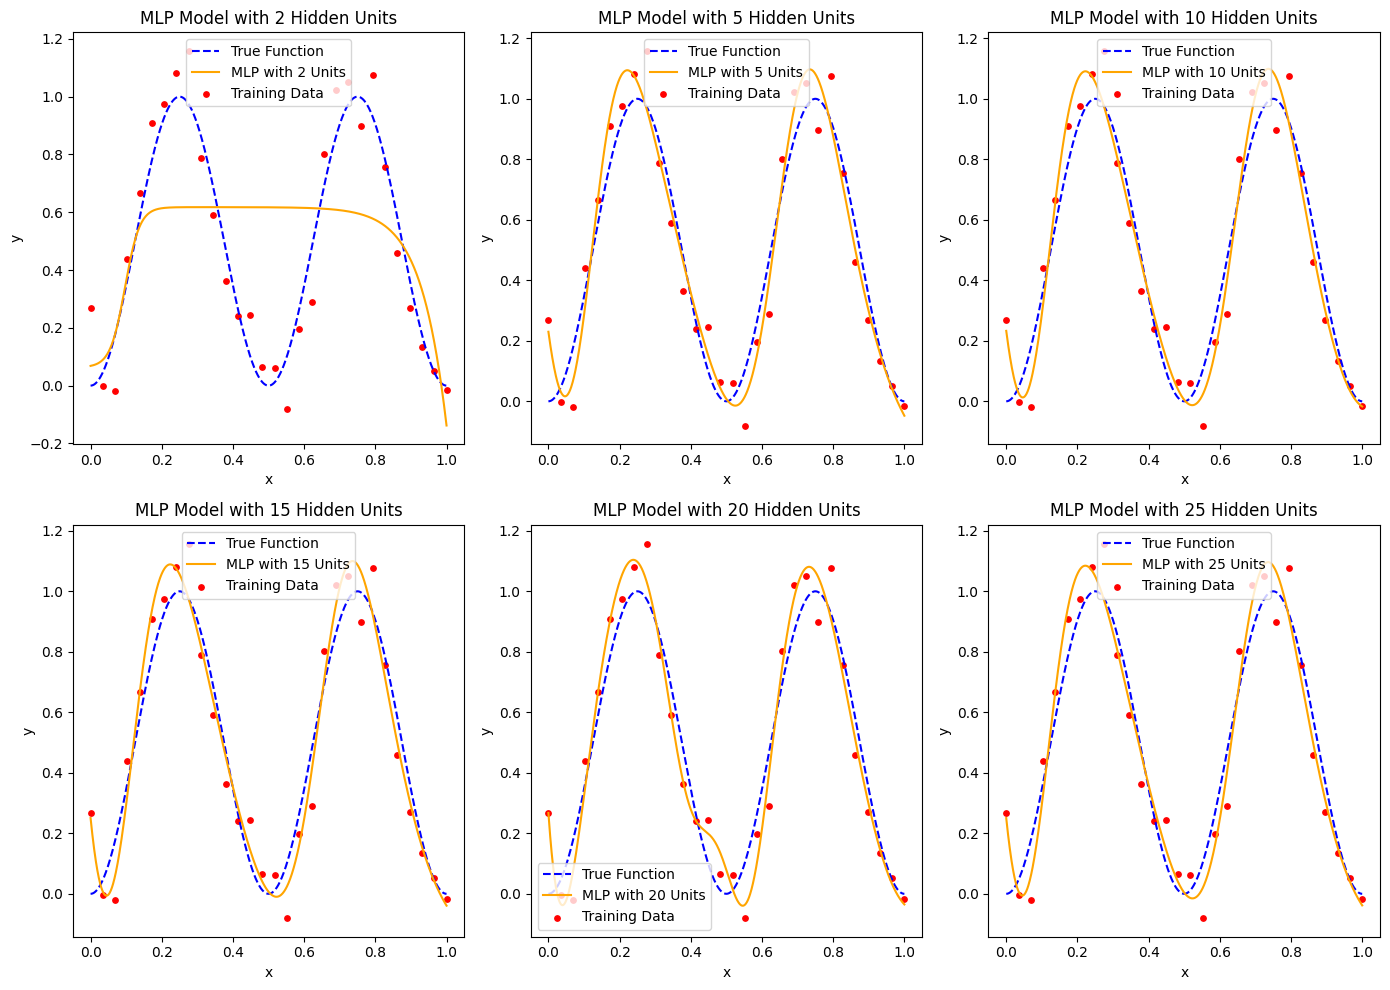 MLP Model with 2 Hidden Units
True Function
MLP with 2 Units
Training Data
y
1.2
1.0
0.8
0.6
0.4
0.2
0.0
−0.2
0.0 0.2 0.4 0.6 0.8 1.0
x
MLP Model with 5 Hidden Units
True Function
MLP with 5 Units
Training Data
y
1.2
1.0
0.8
0.6
0.4
0.2
0.0
0.0 0.2 0.4 0.6 0.8 1.0
x
MLP Model with 10 Hidden Units
True Function
MLP with 10 Units
Training Data
y
1.2
1.0
0.8
0.6
0.4
0.2
0.0
0.0 0.2 0.4 0.6 0.8 1.0
x
MLP Model with 15 Hidden Units
True Function
MLP with 15 Units
Training Data
y
1.2
1.0
0.8
0.6
0.4
0.2
0.0
0.0 0.2 0.4 0.6 0.8 1.0
x
MLP Model with 20 Hidden Units
y
1.2
1.0
0.8
0.6
0.4
0.2
0.0
True Function
MLP with 20 Units
Training Data
0.0 0.2 0.4 0.6 0.8 1.0
x
MLP Model with 25 Hidden Units
True Function
MLP with 25 Units
Training Data
y
1.2
1.0
0.8
0.6
0.4
0.2
0.0
0.0 0.2 0.4 0.6 0.8 1.0
x